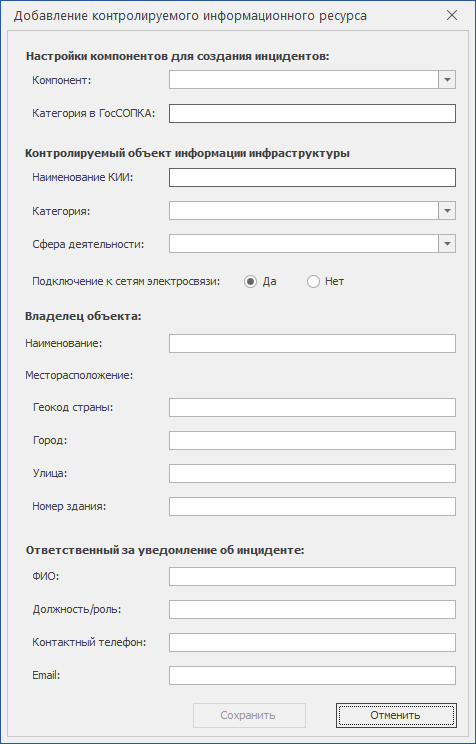 Добавление контролируемого информационного ресурса
Настройки компонентов для создания инцидентов:
Компонент:
Категория в ГосСОПКА:
Контролируемый объект информации инфраструктуры
Наименование КИИ:
Категория:
Сфера деятельности:
Подключение к сетям электросвязи: Да Нет
Владелец объекта:
Наименование:
Месторасположение:
Геокод страны:
Город:
Улица:
Номер здания:
Ответственный за уведомление об инциденте:
ФИО:
Должность/роль:
Контактный телефон:
Email:
Сохранить Отменить